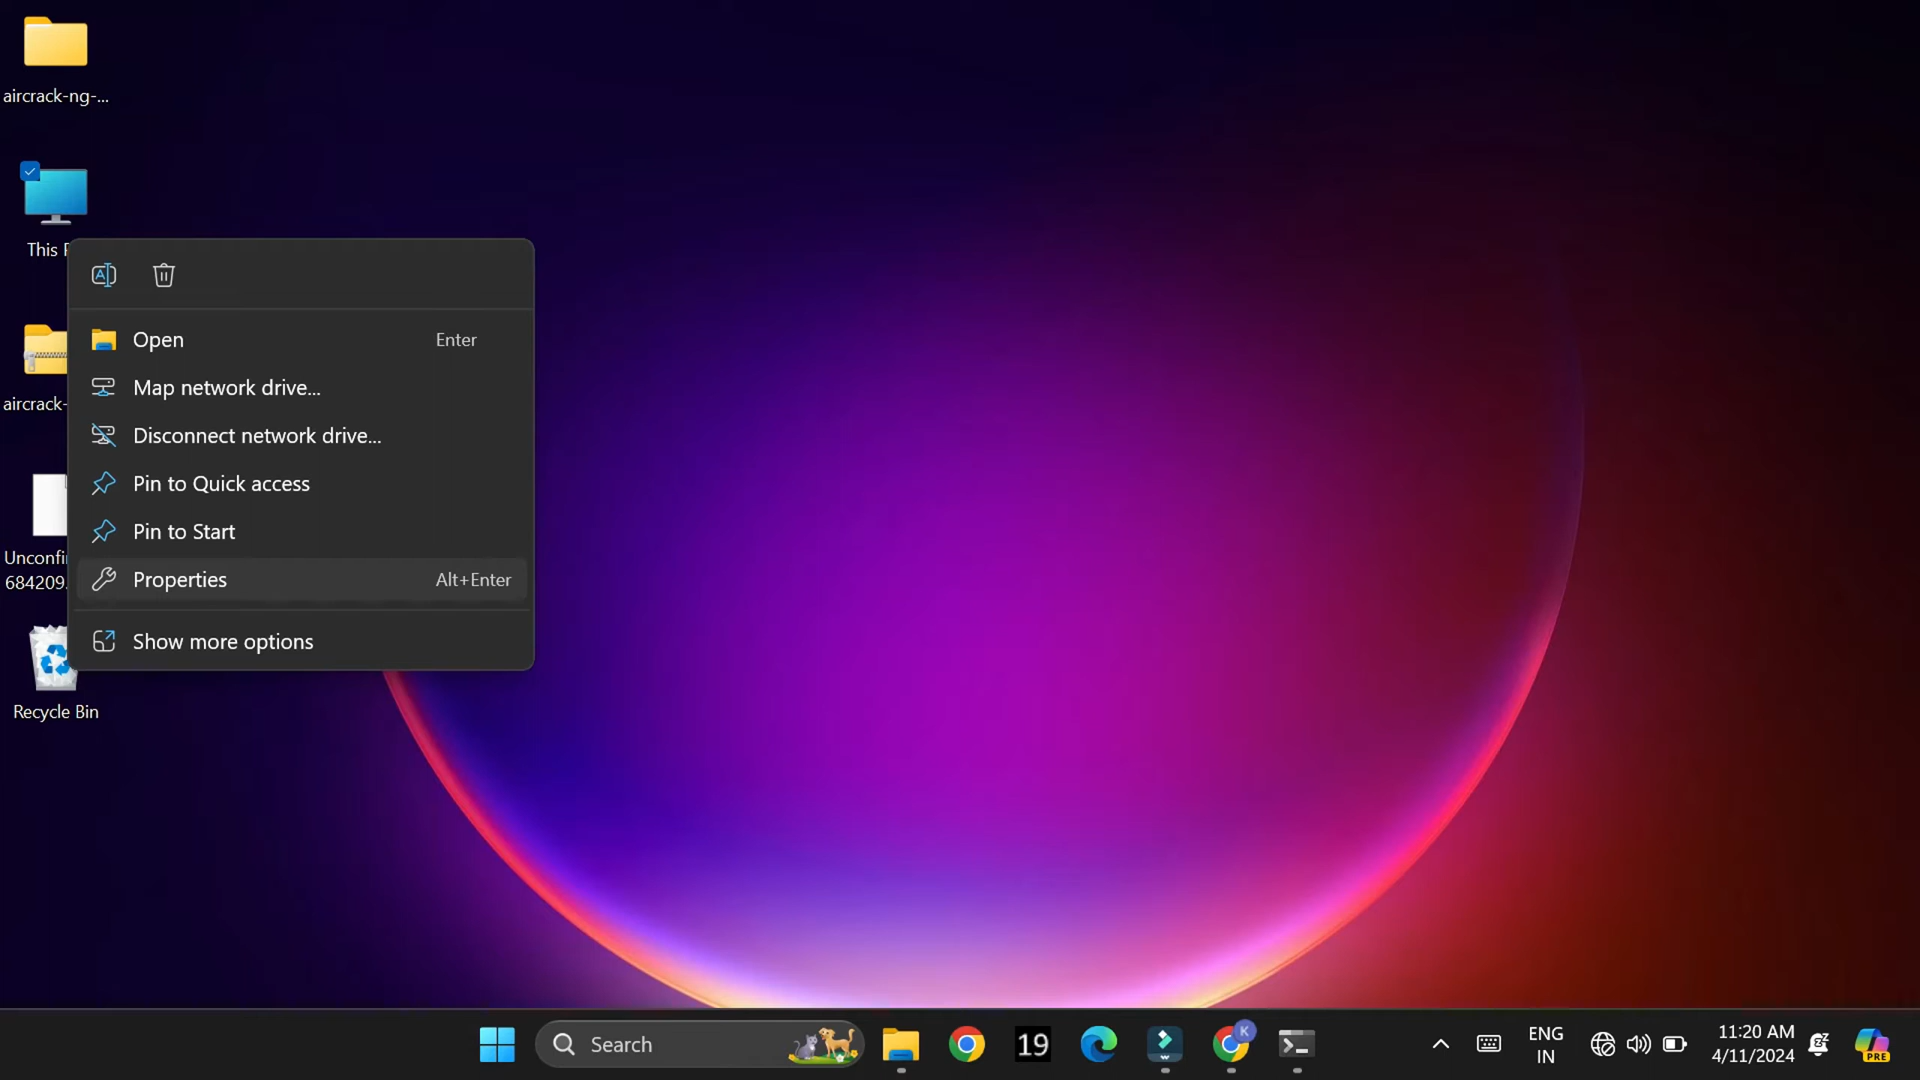 aircrack-ng-...
This P
Open Enter
Map network drive...
Disconnect network drive...
Pin to Quick access
Pin to Start
Properties Alt+Enter
Show more options
aircrack-
Unconfi
684209.
Recycle Bin
Search
19
K
ENG
IN
11:20 AM
4/11/2024
PRE